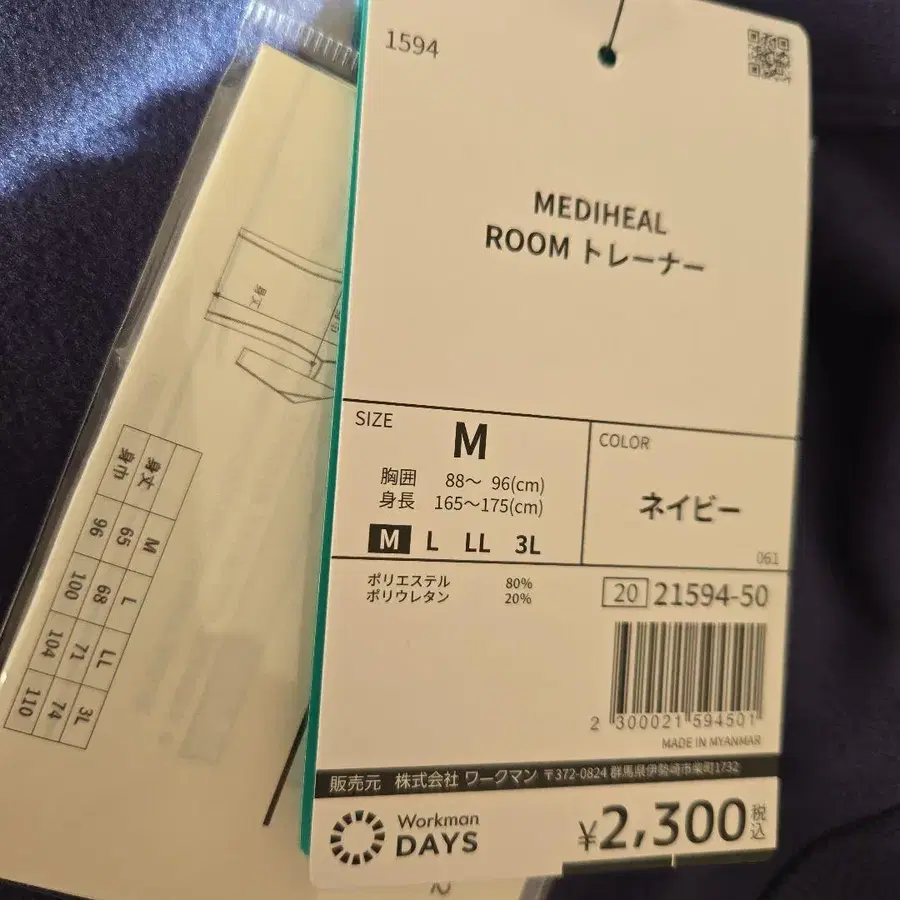 1594
MEDIHEAL
ROOM トレーナー
SIZE
M
胸囲 88〜 96(cm)
身長 165〜175(cm)
M L LL 3L
COLOR
ネイビー
061
ポリエステル 80%
ポリウレタン 20%
20 21594-50
2 300021 594501
MADE IN MYANMAR
販売元 株式会社 ワークマン 〒372-0824 群馬県伊勢崎市柴町1732
Workman
DAYS
¥2,300 税込
身丈
身巾
M L LL 3L
身丈 65 68 71 74
身巾 96 100 104 110